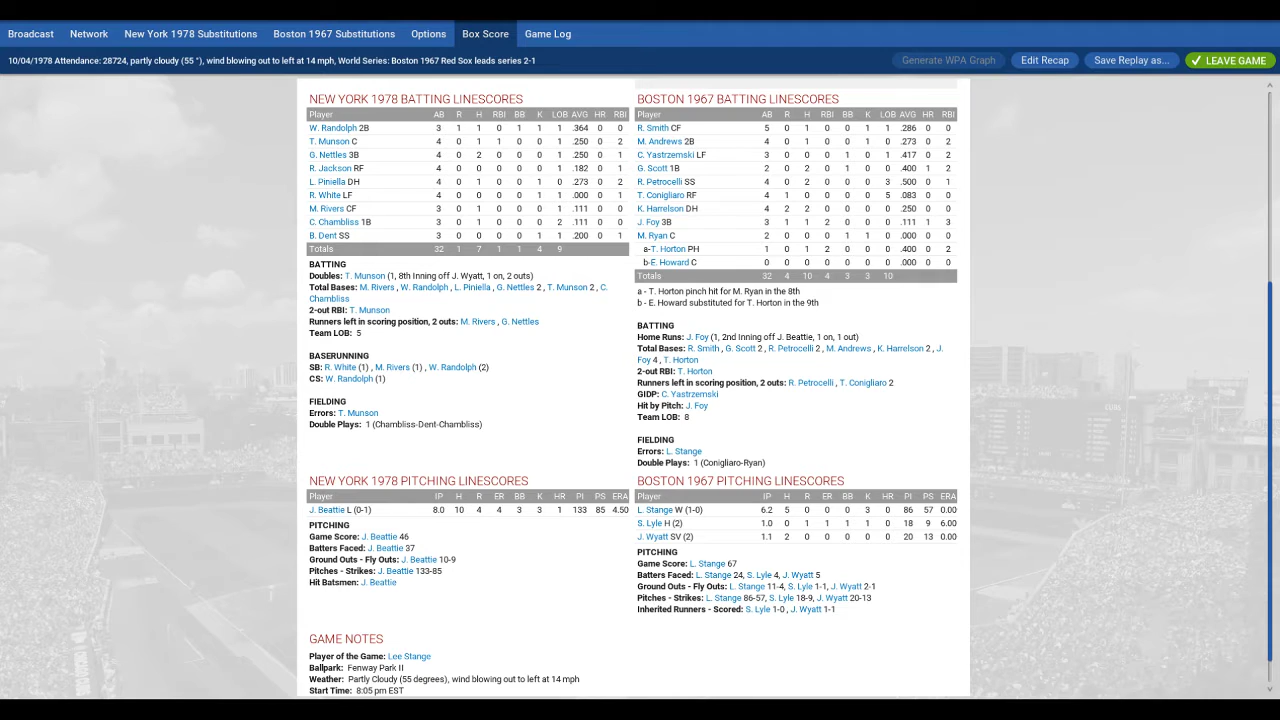 Broadcast Network New York 1978 Substitutions Boston 1967 Substitutions Options Box Score Game Log
10/04/1978 Attendance: 28724, partly cloudy (55 °), wind blowing out to left at 14 mph, World Series: Boston 1967 Red Sox leads series 2-1 Generate WPA Graph Edit Recap Save Replay as... ✓ LEAVE GAME
NEW YORK 1978 BATTING LINESCORES
Player AB R H RBI BB K LOB AVG HR RBI
W. Randolph 2B 3 1 1 0 1 1 1 .364 0 0
T. Munson C 4 0 1 1 0 0 1 .250 0 2
G. Nettles 3B 4 0 2 0 0 0 1 .250 0 1
R. Jackson RF 4 0 0 0 0 0 1 .182 0 1
L. Piniella DH 4 0 1 0 0 1 0 .273 0 2
R. White LF 4 0 0 0 0 1 1 .000 0 1
M. Rivers CF 3 0 1 0 0 0 1 .111 0 0
C. Chambliss 1B 3 0 1 0 0 0 2 .111 0 0
B. Dent SS 3 0 0 0 0 1 1 .200 0 1
Totals 32 1 7 1 1 4 9
BATTING
Doubles: T. Munson (1, 8th Inning off J. Wyatt, 1 on, 2 outs)
Total Bases: M. Rivers , W. Randolph , L. Piniella , G. Nettles 2 , T. Munson 2 , C.
Chambliss
2-out RBI: T. Munson
Runners left in scoring position, 2 outs: M. Rivers , G. Nettles
Team LOB: 5
BASERUNNING
SB: R. White (1) , M. Rivers (1) , W. Randolph (2)
CS: W. Randolph (1)
FIELDING
Errors: T. Munson
Double Plays: 1 (Chambliss-Dent-Chambliss)
BOSTON 1967 BATTING LINESCORES
Player AB R H RBI BB K LOB AVG HR RBI
R. Smith CF 5 0 1 0 0 1 1 .286 0 0
M. Andrews 2B 4 0 1 0 0 0 1 .273 0 2
C. Yastrzemski LF 3 0 0 0 1 0 1 .417 0 2
G. Scott 1B 2 0 2 0 1 0 0 .400 1 2
R. Petrocelli SS 4 0 2 0 0 0 3 .500 0 1
T. Conigliaro RF 4 1 0 0 0 0 5 .083 0 0
K. Harrelson DH 4 2 2 0 0 0 0 .250 0 0
J. Foy 3B 3 1 1 2 0 0 0 .111 1 3
M. Ryan C 2 0 0 0 1 1 0 .000 0 0
a-T. Horton PH 1 0 1 2 0 0 0 .400 0 2
b-E. Howard C 0 0 0 0 0 0 0 .000 0 0
Totals 32 4 10 4 3 3 10
a - T. Horton pinch hit for M. Ryan in the 8th
b - E. Howard substituted for T. Horton in the 9th
BATTING
Home Runs: J. Foy (1, 2nd Inning off J. Beattie, 1 on, 1 out)
Total Bases: R. Smith , G. Scott 2 , R. Petrocelli 2 , M. Andrews , K. Harrelson 2 , J.
Foy 4 , T. Horton
2-out RBI: T. Horton
Runners left in scoring position, 2 outs: R. Petrocelli , T. Conigliaro 2
GIDP: C. Yastrzemski
Hit by Pitch: J. Foy
Team LOB: 8
FIELDING
Errors: L. Stange
Double Plays: 1 (Conigliaro-Ryan)
NEW YORK 1978 PITCHING LINESCORES
Player IP H R ER BB K HR PI PS ERA
J. Beattie L (0-1) 8.0 10 4 4 3 3 1 133 85 4.50
PITCHING
Game Score: J. Beattie 46
Batters Faced: J. Beattie 37
Ground Outs - Fly Outs: J. Beattie 10-9
Pitches - Strikes: J. Beattie 133-85
Hit Batsmen: J. Beattie
BOSTON 1967 PITCHING LINESCORES
Player IP H R ER BB K HR PI PS ERA
L. Stange W (1-0) 6.2 5 0 0 0 3 0 86 57 0.00
S. Lyle H (2) 1.0 0 1 1 1 1 0 18 9 6.00
J. Wyatt SV (2) 1.1 2 0 0 0 0 0 20 13 0.00
PITCHING
Game Score: L. Stange 67
Batters Faced: L. Stange 24, S. Lyle 4, J. Wyatt 5
Ground Outs - Fly Outs: L. Stange 11-4, S. Lyle 1-1, J. Wyatt 2-1
Pitches - Strikes: L. Stange 86-57, S. Lyle 18-9, J. Wyatt 20-13
Inherited Runners - Scored: S. Lyle 1-0 , J. Wyatt 1-1
GAME NOTES
Player of the Game: Lee Stange
Ballpark: Fenway Park II
Weather: Partly Cloudy (55 degrees), wind blowing out to left at 14 mph
Start Time: 8:05 pm EST